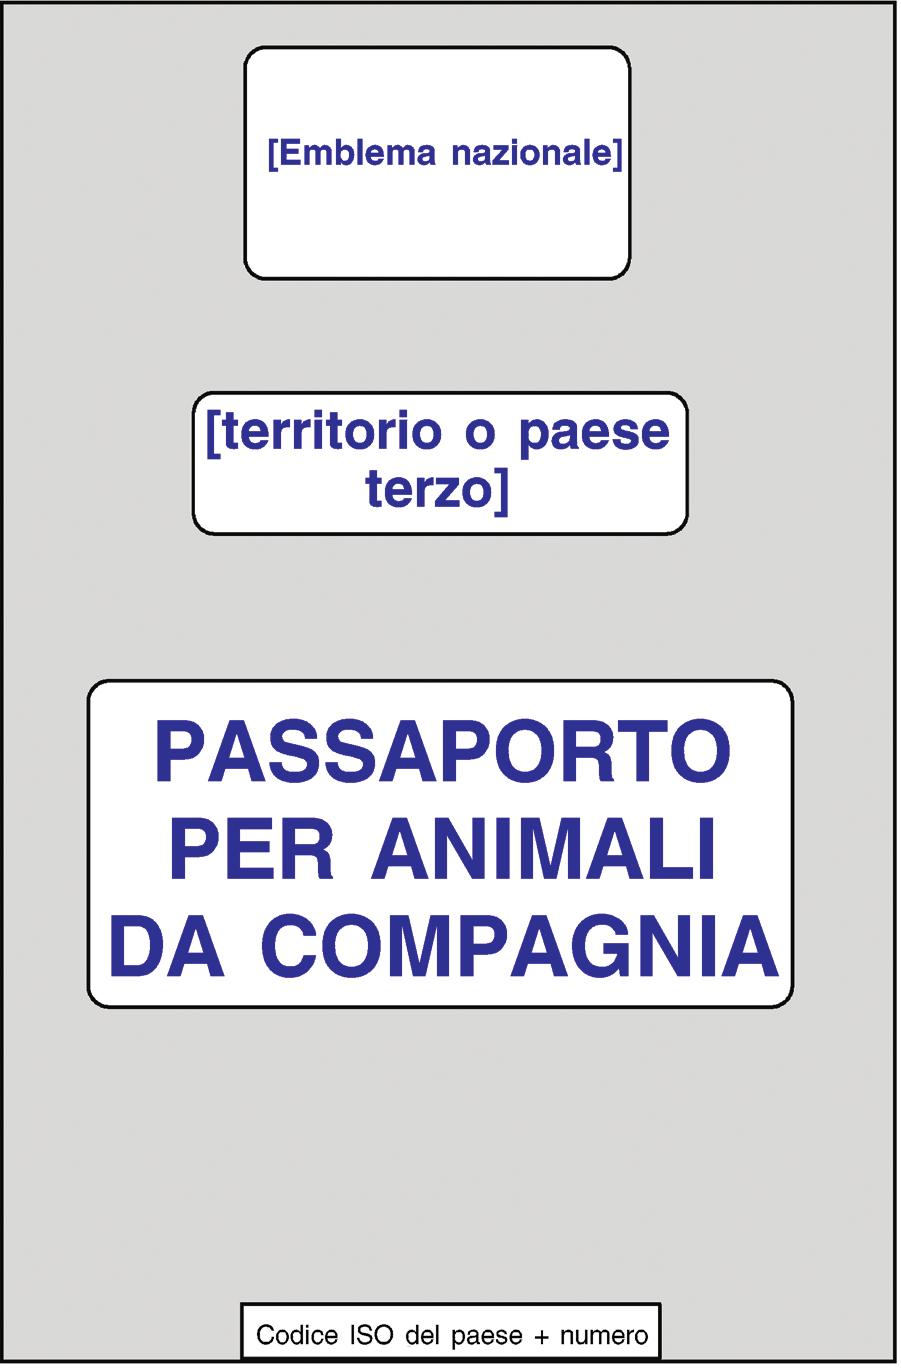 [Emblema nazionale]
[territorio o paese
terzo]
PASSAPORTO
PER ANIMALI
DA COMPAGNIA
Codice ISO del paese + numero